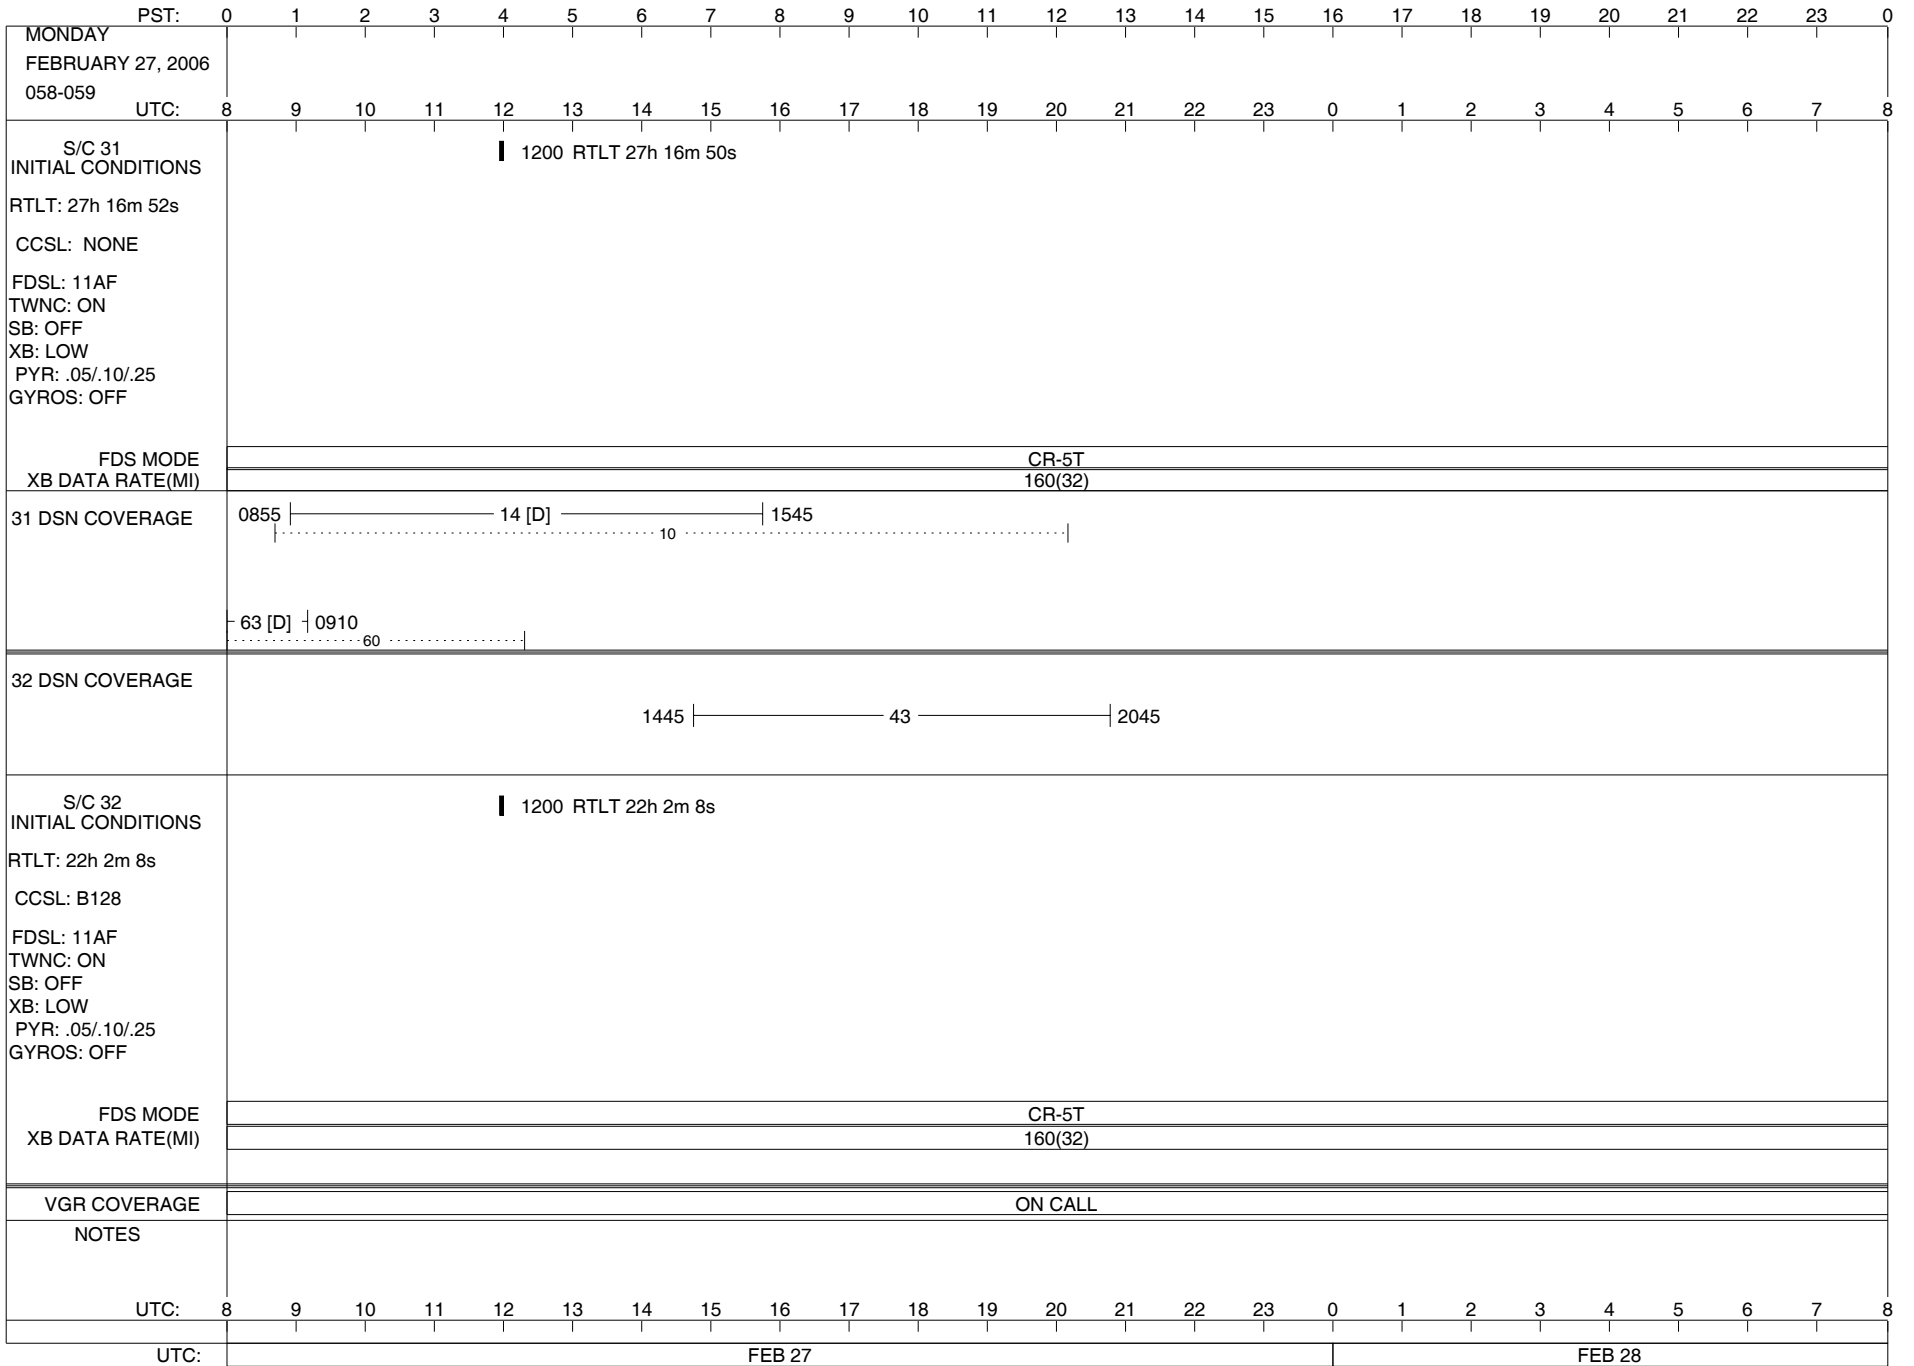 PST: 0 1 2 3 4 5 6 7 8 9 10 11 12 13 14 15 16 17 18 19 20 21 22 23 0
MONDAY
FEBRUARY 27, 2006
058-059
UTC: 8 9 10 11 12 13 14 15 16 17 18 19 20 21 22 23 0 1 2 3 4 5 6 7 8
S/C 31
INITIAL CONDITIONS
1200 RTLT 27h 16m 50s
RTLT: 27h 16m 52s
CCSL: NONE
FDSL: 11AF
TWNC: ON
SB: OFF
XB: LOW
PYR: .05/.10/.25
GYROS: OFF
FDS MODE CR-5T
XB DATA RATE(MI) 160(32)
31 DSN COVERAGE 0855 14 [D] 1545
10
63 [D] 0910
60
32 DSN COVERAGE
1445 43 2045
S/C 32
INITIAL CONDITIONS
1200 RTLT 22h 2m 8s
RTLT: 22h 2m 8s
CCSL: B128
FDSL: 11AF
TWNC: ON
SB: OFF
XB: LOW
PYR: .05/.10/.25
GYROS: OFF
FDS MODE CR-5T
XB DATA RATE(MI) 160(32)
VGR COVERAGE ON CALL
NOTES
UTC: 8 9 10 11 12 13 14 15 16 17 18 19 20 21 22 23 0 1 2 3 4 5 6 7 8
UTC: FEB 27 FEB 28